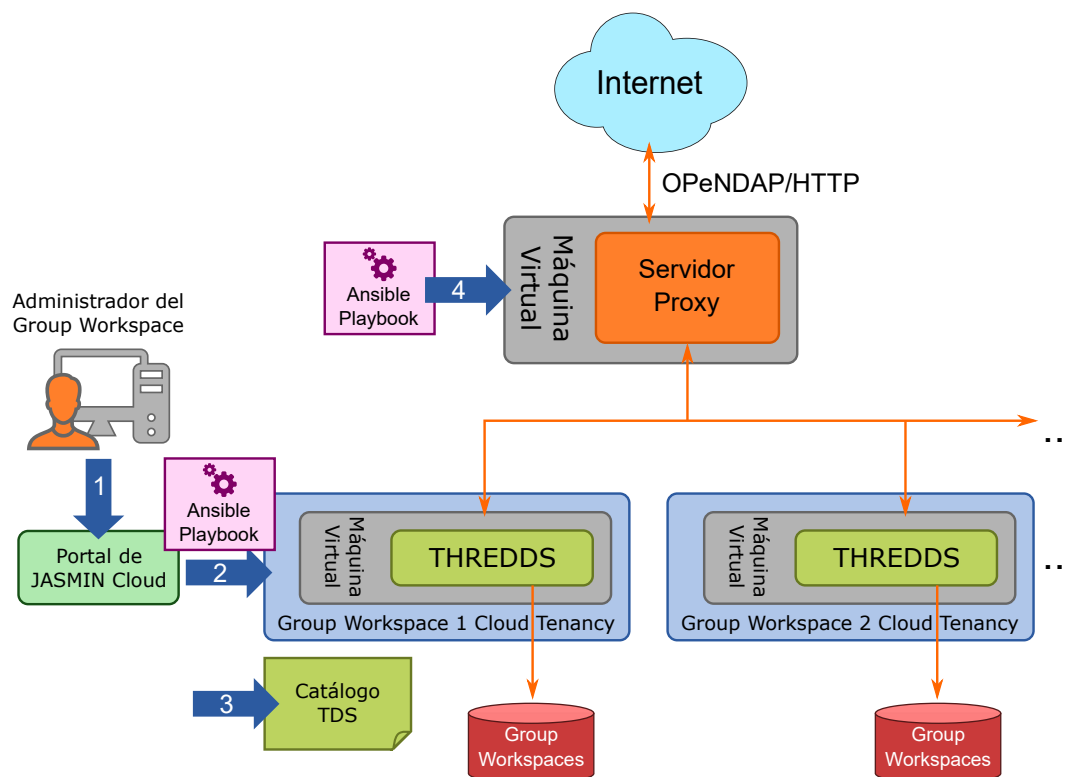 Internet
OPeNDAP/HTTP
Máquina
Virtual
Servidor
Proxy
Ansible
Playbook
4
Administrador del
Group Workspace
1
Ansible
Playbook
Portal de
JASMIN Cloud
2
Máquina
Virtual
THREDDS
Group Workspace 1 Cloud Tenancy
Máquina
Virtual
THREDDS
Group Workspace 2 Cloud Tenancy
..
..
3
Catálogo
TDS
Group
Workspaces
Group
Workspaces